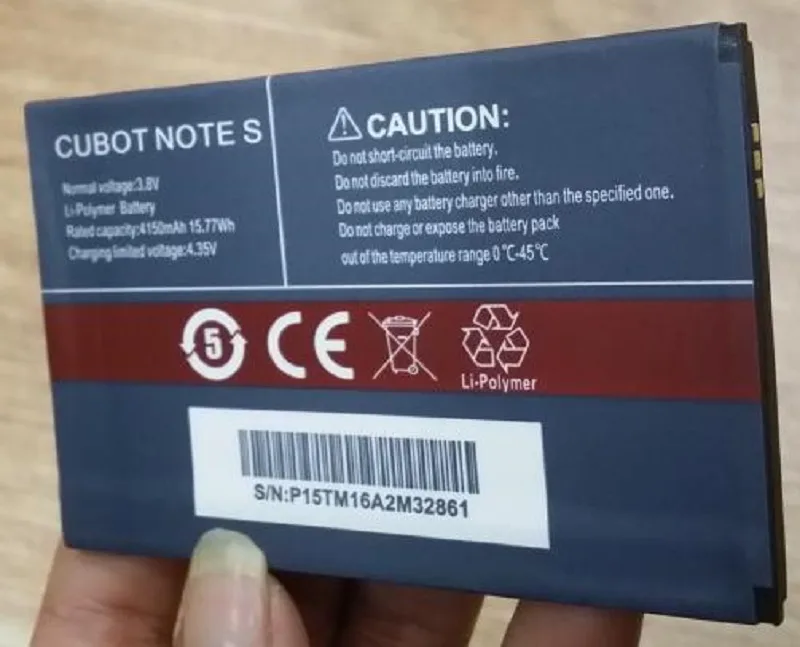 CUBOT NOTE S
Normal voltage:3.8V
Li-Polymer Battery
Rated capacity:4150mAh 15.77Wh
Charging limited voltage:4.35V
CAUTION:
Do not short-circuit the battery.
Do not discard the battery into fire.
Do not use any battery charger other than the specified one.
Do not charge or expose the battery pack
out of the temperature range 0℃-45℃
5
CE
Li-Polymer
S/N:P15TM16A2M32861